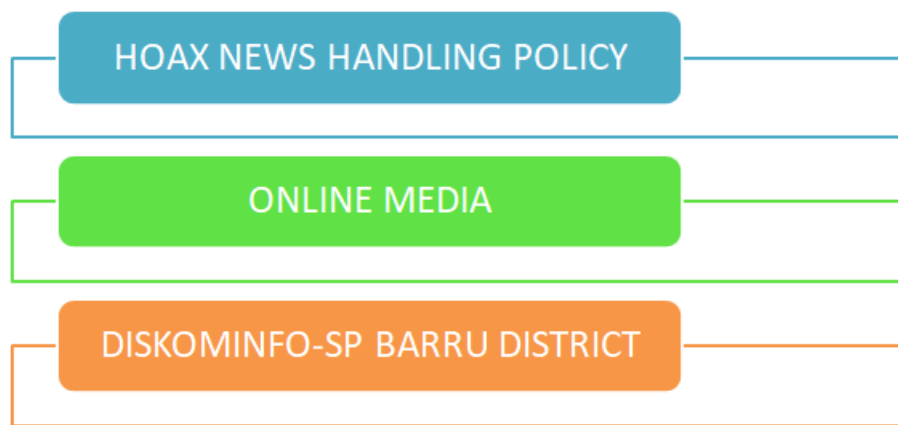 HOAX NEWS HANDLING POLICY
ONLINE MEDIA
DISKOMINFO-SP BARRU DISTRICT